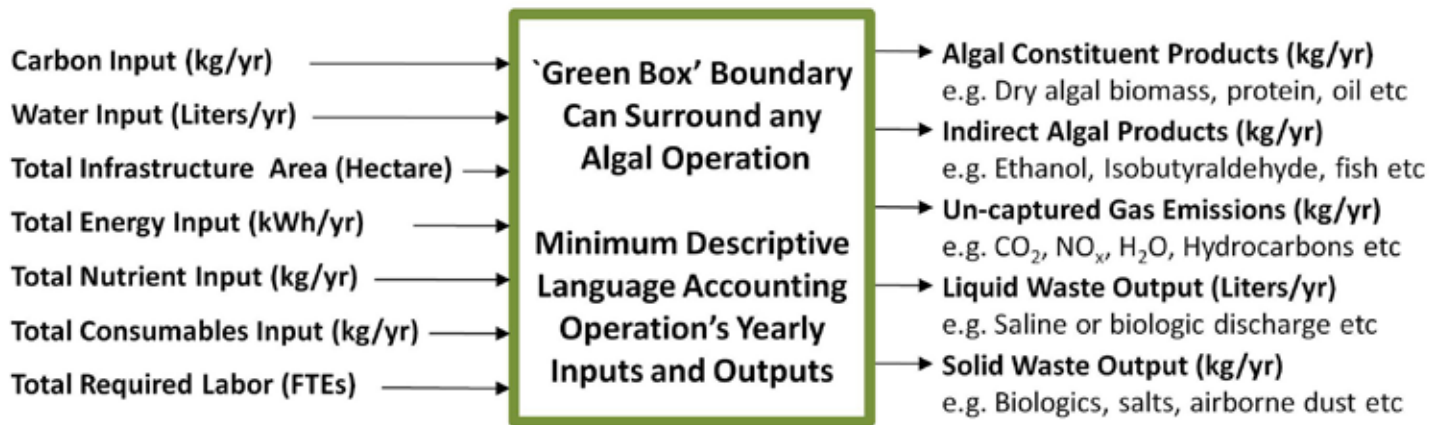 Carbon Input (kg/yr)
Water Input (Liters/yr)
Total Infrastructure Area (Hectare)
Total Energy Input (kWh/yr)
Total Nutrient Input (kg/yr)
Total Consumables Input (kg/yr)
Total Required Labor (FTEs)
`Green Box’ Boundary
Can Surround any
Algal Operation
Minimum Descriptive
Language Accounting
Operation’s Yearly
Inputs and Outputs
Algal Constituent Products (kg/yr)
e.g. Dry algal biomass, protein, oil etc
Indirect Algal Products (kg/yr)
e.g. Ethanol, Isobutyraldehyde, fish etc
Un-captured Gas Emissions (kg/yr)
e.g. CO₂, NOₓ, H₂O, Hydrocarbons etc
Liquid Waste Output (Liters/yr)
e.g. Saline or biologic discharge etc
Solid Waste Output (kg/yr)
e.g. Biologics, salts, airborne dust etc